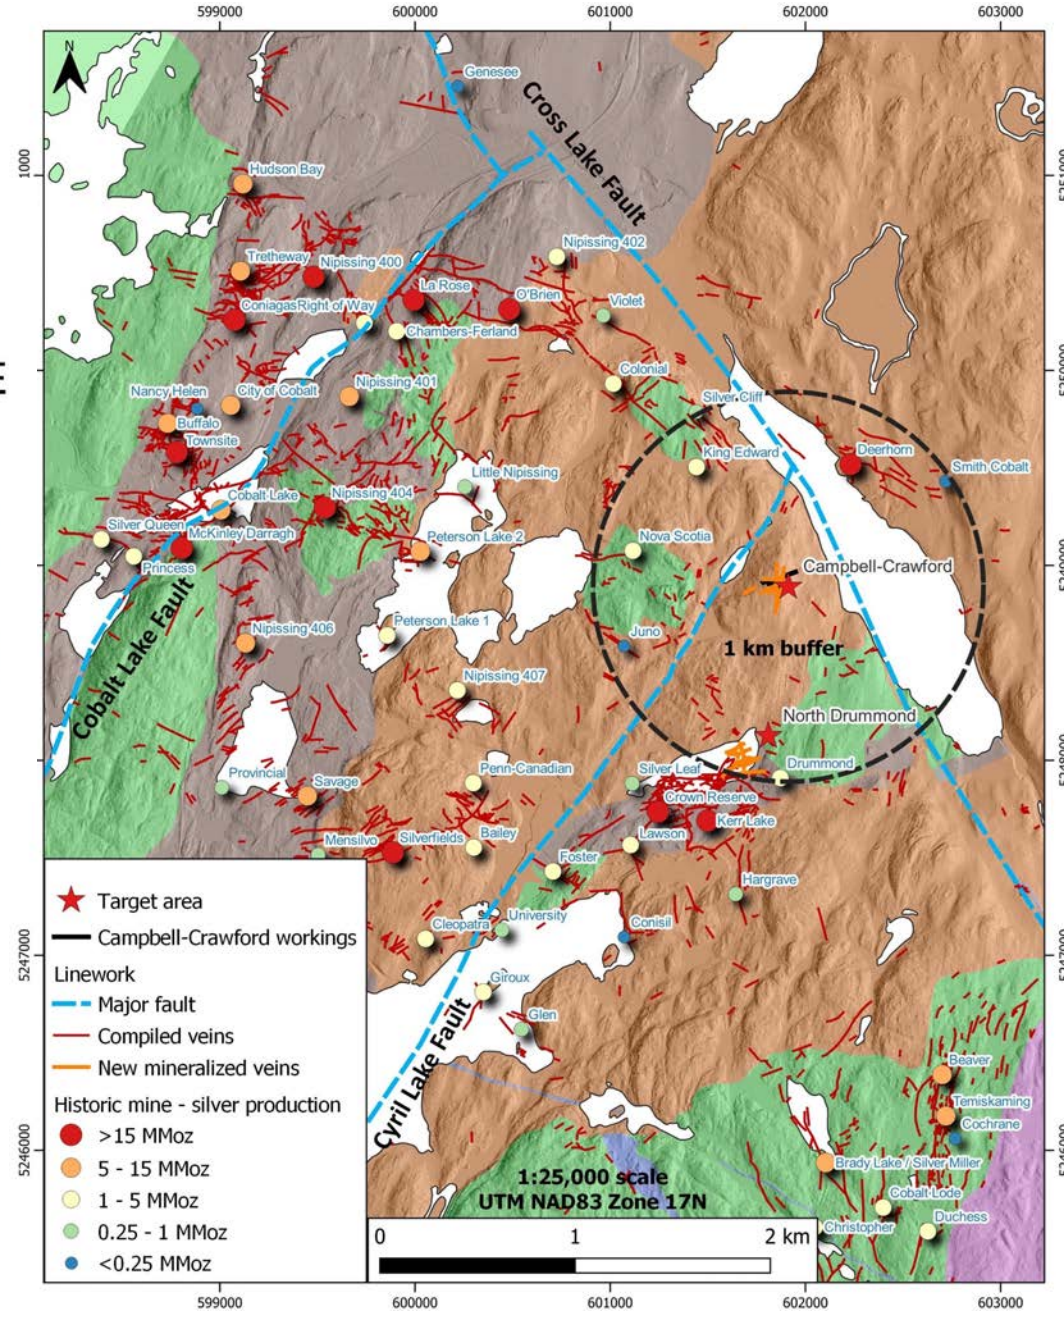 599000 600000 601000 602000 603000
N
Genesee
Cross Lake Fault
1000
Hudson Bay
Nipissing 402
Tretheway
Nipissing 400
La Rose
O'Brien
Violet
Coniagas
Right of Way
Chambers-Ferland
Colonial
Nancy Helen
City of Cobalt
Nipissing 401
Silver Cliff
Buffalo
Townsite
King Edward
Deerhorn
Smith Cobalt
Little Nipissing
Cobalt Lake
Nipissing 404
Silver Queen
McKinley Darragh
Peterson Lake 2
Nova Scotia
Princess
Campbell-Crawford
Cobalt Lake Fault
Nipissing 406
Peterson Lake 1
Juno
1 km buffer
Nipissing 407
North Drummond
Provincial
Savage
Penn-Canadian
Silver Leaf
Drummond
Crown Reserve
Mensilvo
Silverfields
Bailey
Lawson
Kerr Lake
Foster
Hargrave
Cleopatra
University
Conisil
5247000
5247000
Giroux
Glen
Cyril Lake Fault
Beaver
Temiskaming
Cochrane
5246000
Brady Lake / Silver Miller
Cobalt Lode
Christopher
Duchess
Target area
Campbell-Crawford workings
Linework
Major fault
Compiled veins
New mineralized veins
Historic mine - silver production
>15 MMoz
5 - 15 MMoz
1 - 5 MMoz
0.25 - 1 MMoz
<0.25 MMoz
1:25,000 scale
UTM NAD83 Zone 17N
0 1 2 km
599000 600000 601000 602000 603000